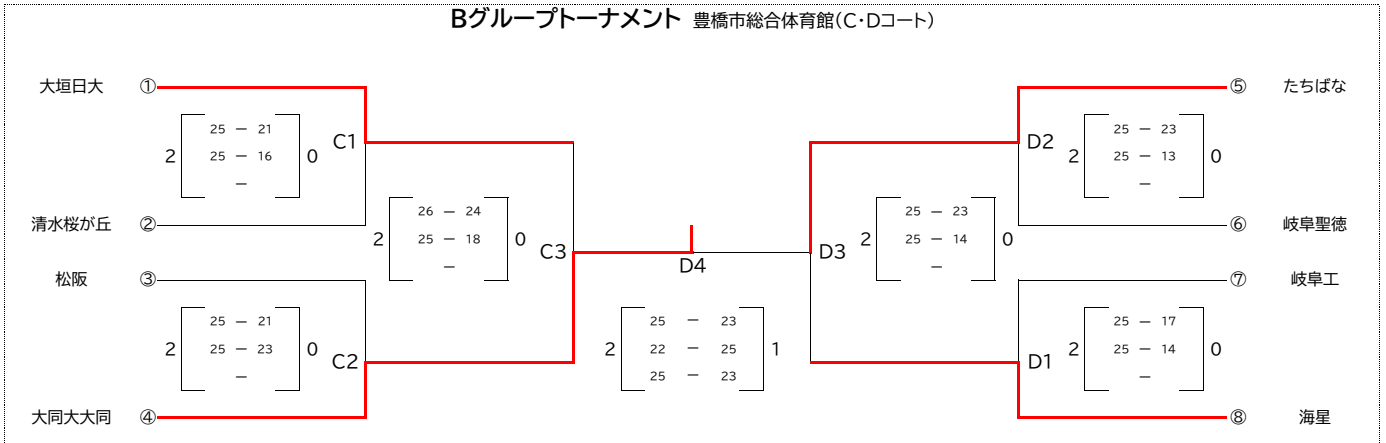 Bグループトーナメント 豊橋市総合体育館(C・Dコート)
大垣日大 ① ⑤ たちばな
25 － 21 25 － 23
C1 D2
2 25 － 16 0 2 25 － 13 0
－ －
26 － 24 25 － 23
清水桜が丘 ② ⑥ 岐阜聖徳
2 25 － 18 0 2 25 － 14 0
C3 D3
D4
－ －
松阪 ③ ⑦ 岐阜工
25 － 21 25 － 23 25 － 17
2 25 － 23 0 2 22 － 25 1 2 25 － 14 0
C2 D1
－ 25 － 23 －
大同大大同 ④ ⑧ 海星